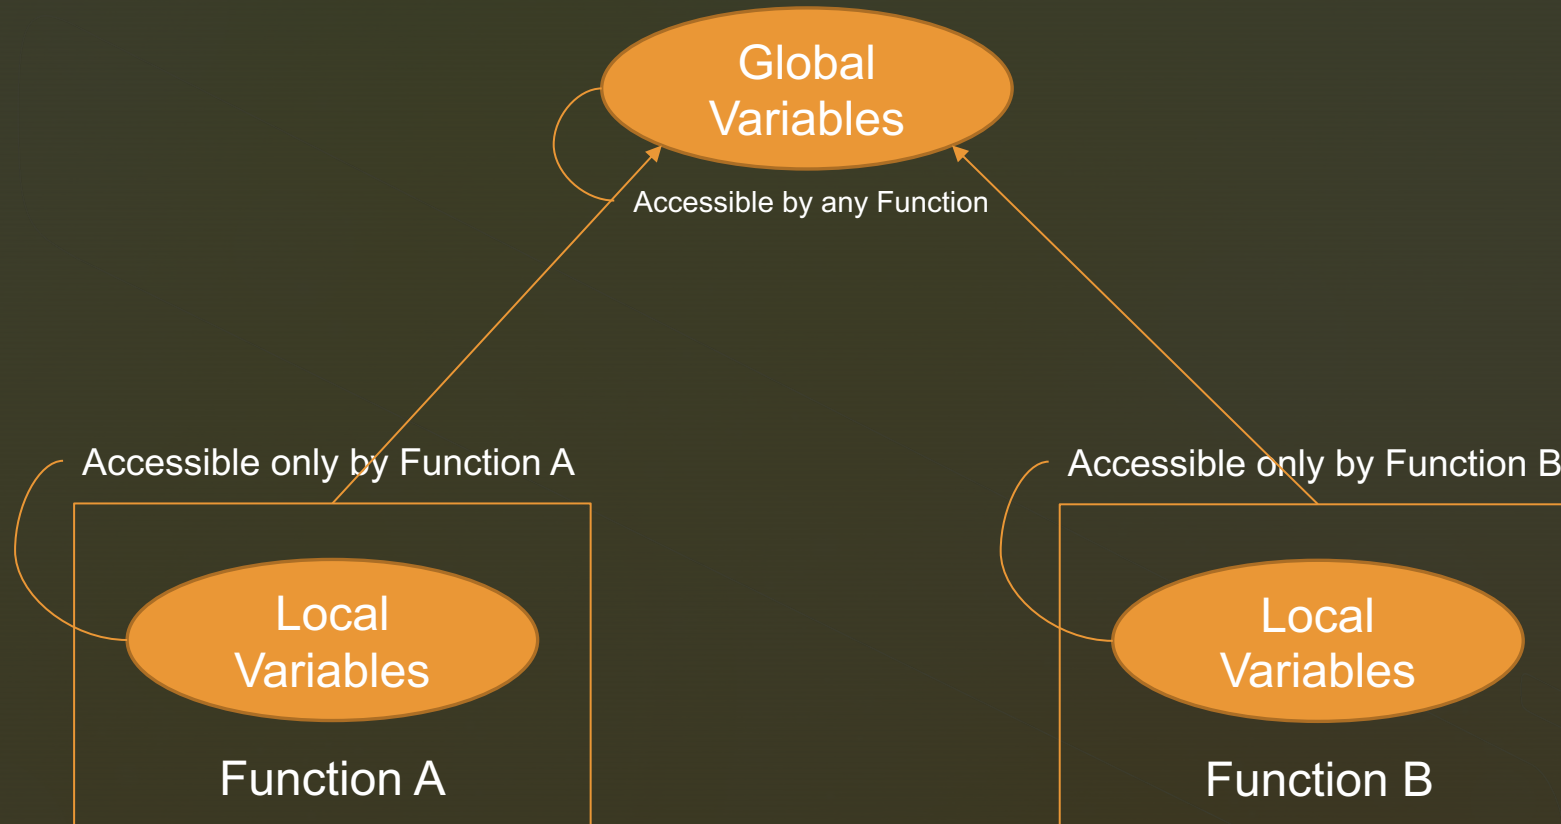 Global
Variables
Accessible by any Function
Accessible only by Function A
Accessible only by Function B
Local
Variables
Local
Variables
Function A
Function B